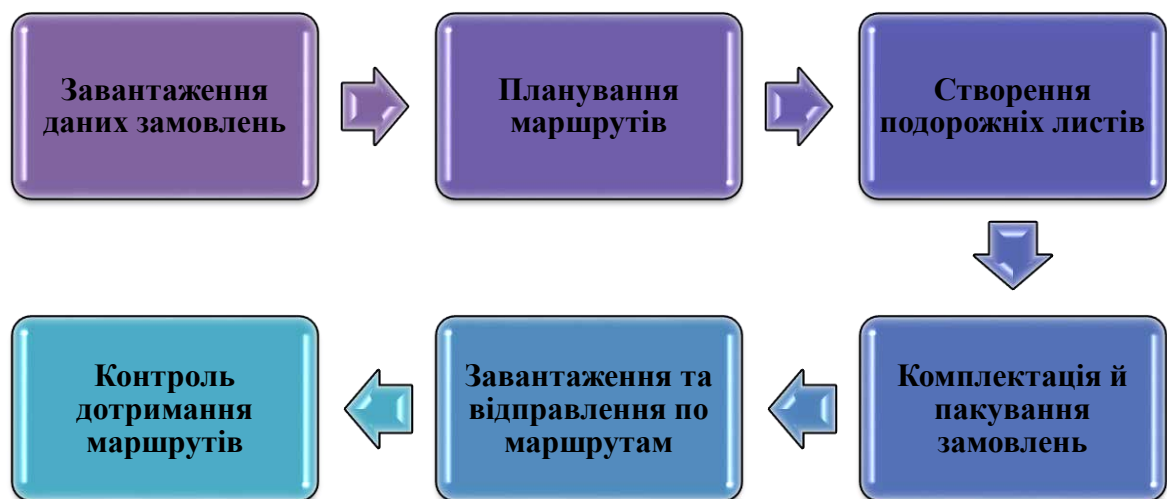 Завантаження
даних замовлень
Планування
маршрутів
Створення
подорожніх листів
Комплектація й
пакування
замовлень
Завантаження та
відправлення по
маршрутам
Контроль
дотримання
маршрутів